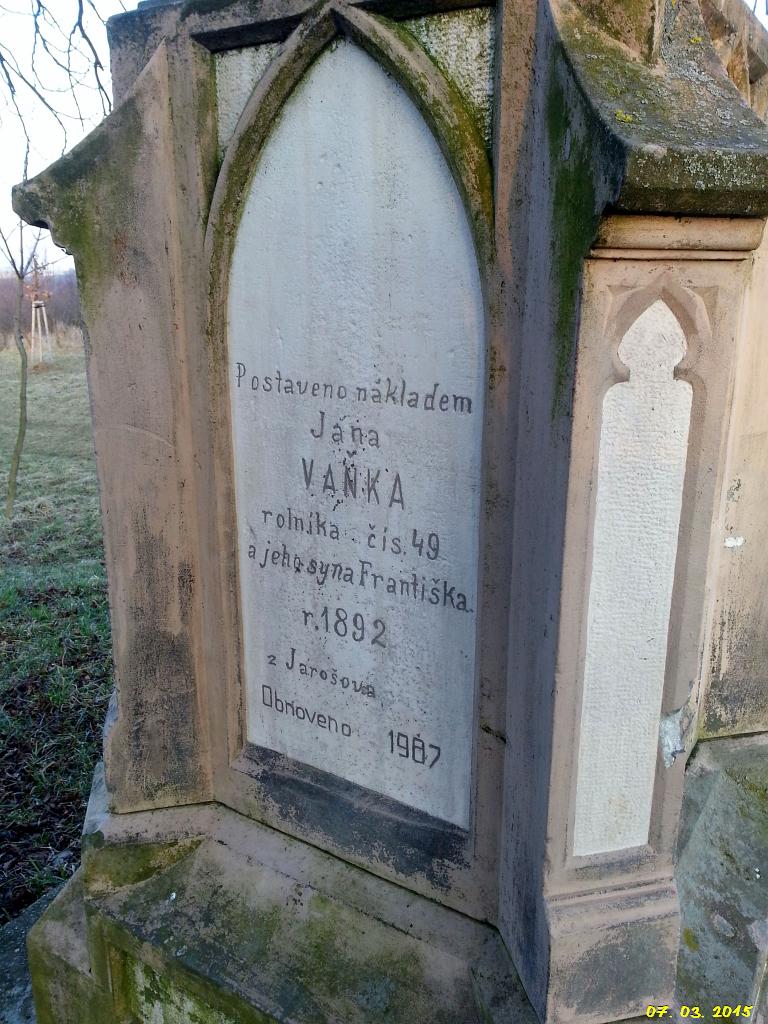 Postaveno nákladem
Jana
VAŇKA
rolníka čís. 49
a jeho syna Františka
r. 1892
z Jarošova
Obnoveno 1987
07. 03. 2015